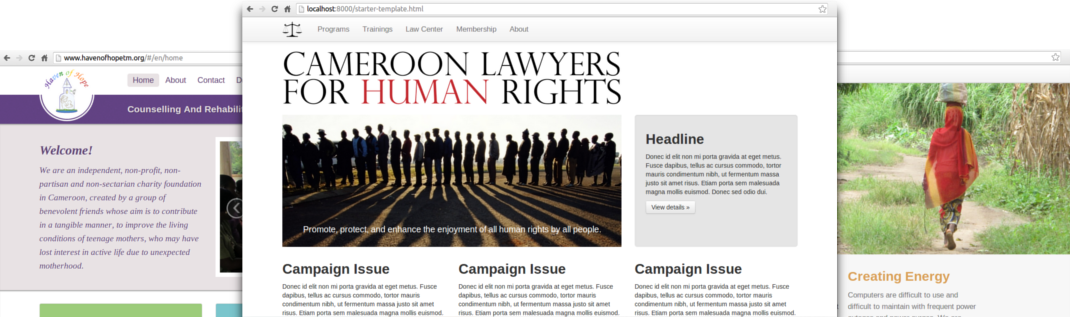 localhost:8000/starter-template.html
Programs Trainings Law Center Membership About
CAMEROON LAWYERS
FOR HUMAN RIGHTS
Promote, protect, and enhance the enjoyment of all human rights by all people.
Headline
Donec id elit non mi porta gravida at eget metus.
Fusce dapibus, tellus ac cursus commodo, tortor
mauris condimentum nibh, ut fermentum massa
justo sit amet risus. Etiam porta sem malesuada
magna mollis euismod. Donec sed odio dui.
View details »
Campaign Issue
Donec id elit non mi porta gravida at eget metus. Fusce
dapibus, tellus ac cursus commodo, tortor mauris
condimentum nibh, ut fermentum massa justo sit amet
risus. Etiam porta sem malesuada magna mollis euismod.
Campaign Issue
Donec id elit non mi porta gravida at eget metus. Fusce
dapibus, tellus ac cursus commodo, tortor mauris
condimentum nibh, ut fermentum massa justo sit amet
risus. Etiam porta sem malesuada magna mollis euismod.
Campaign Issue
Donec id elit non mi porta gravida at eget metus. Fusce
dapibus, tellus ac cursus commodo, tortor mauris
condimentum nibh, ut fermentum massa justo sit amet
risus. Etiam porta sem malesuada magna mollis euismod.
www.havenofhopetm.org/#/en/home
Haven of Hope
Home About Contact D
Counselling And Rehabilit
Welcome!
We are an independent, non-profit, non-
partisan and non-sectarian charity foundation
in Cameroon, created by a group of
benevolent friends whose aim is to contribute
in a tangible manner, to improve the living
conditions of teenage mothers, who may have
lost interest in active life due to unexpected
motherhood.
Creating Energy
Computers are difficult to use and
difficult to maintain with frequent power